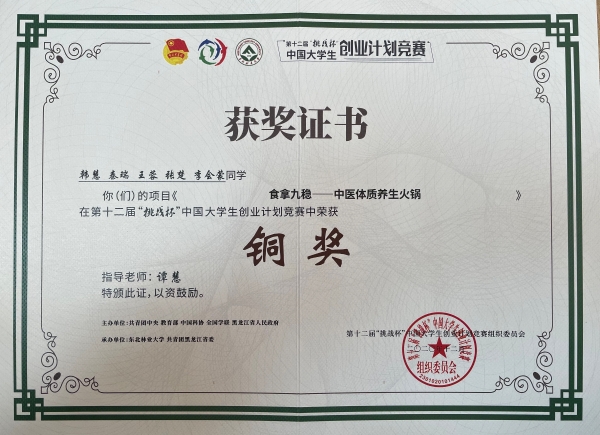 “第十二届“挑战杯”
中国大学生 创业计划竞赛”
获奖证书
韩慧 秦瑞 王蓉 张楚 李会蒙同学
你(们)的项目《 食拿九稳——中医体质养生火锅 》
在第十二届“挑战杯”中国大学生创业计划竞赛中荣获
铜奖
指导老师：谭慧
特颁此证，以资鼓励。
主办单位：共青团中央 教育部 中国科协 全国学联 黑龙江省人民政府
承办单位：东北林业大学 共青团黑龙江省委
第十二届“挑战杯”中国大学生创业计划竞赛组织委员会
组织委员会
2301020101444